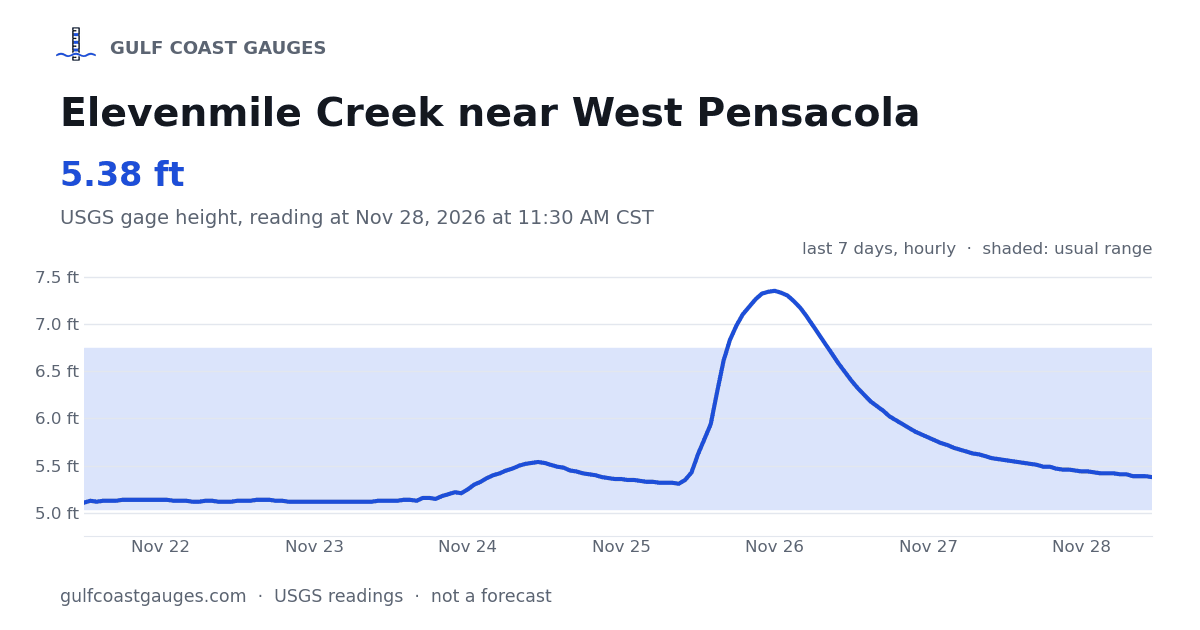 GULF COAST GAUGES
Elevenmile Creek near West Pensacola
5.38 ft
USGS gage height, reading at Nov 28, 2026 at 11:30 AM CST
last 7 days, hourly · shaded: usual range
7.5 ft
7.0 ft
6.5 ft
6.0 ft
5.5 ft
5.0 ft
Nov 22 Nov 23 Nov 24 Nov 25 Nov 26 Nov 27 Nov 28
gulfcoastgauges.com · USGS readings · not a forecast